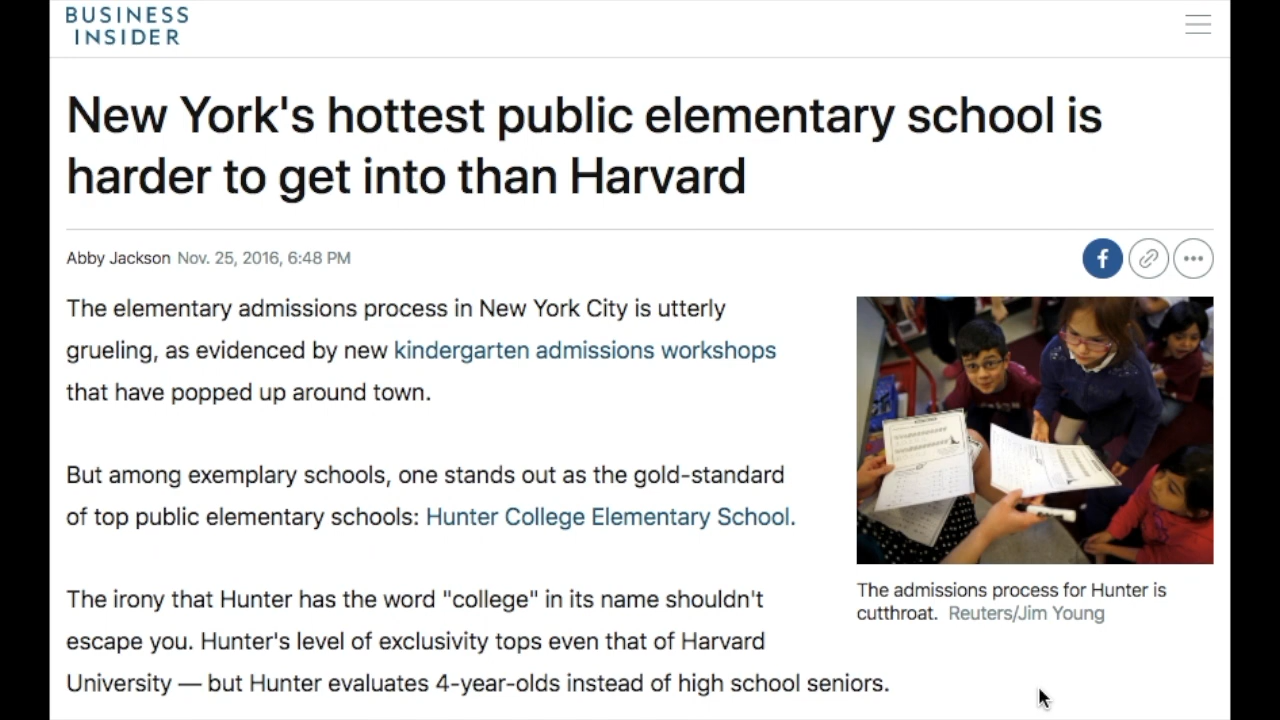 BUSINESS
INSIDER
New York's hottest public elementary school is
harder to get into than Harvard
Abby Jackson Nov. 25, 2016, 6:48 PM
The elementary admissions process in New York City is utterly
grueling, as evidenced by new kindergarten admissions workshops
that have popped up around town.
But among exemplary schools, one stands out as the gold-standard
of top public elementary schools: Hunter College Elementary School.
The irony that Hunter has the word "college" in its name shouldn't
escape you. Hunter's level of exclusivity tops even that of Harvard
University — but Hunter evaluates 4-year-olds instead of high school seniors.
The admissions process for Hunter is
cutthroat. Reuters/Jim Young